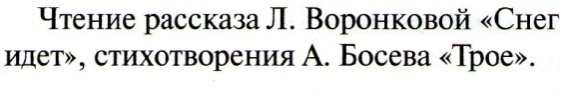 Чтение рассказа Л. Воронковой «Снег
идет», стихотворения А. Босева «Трое».